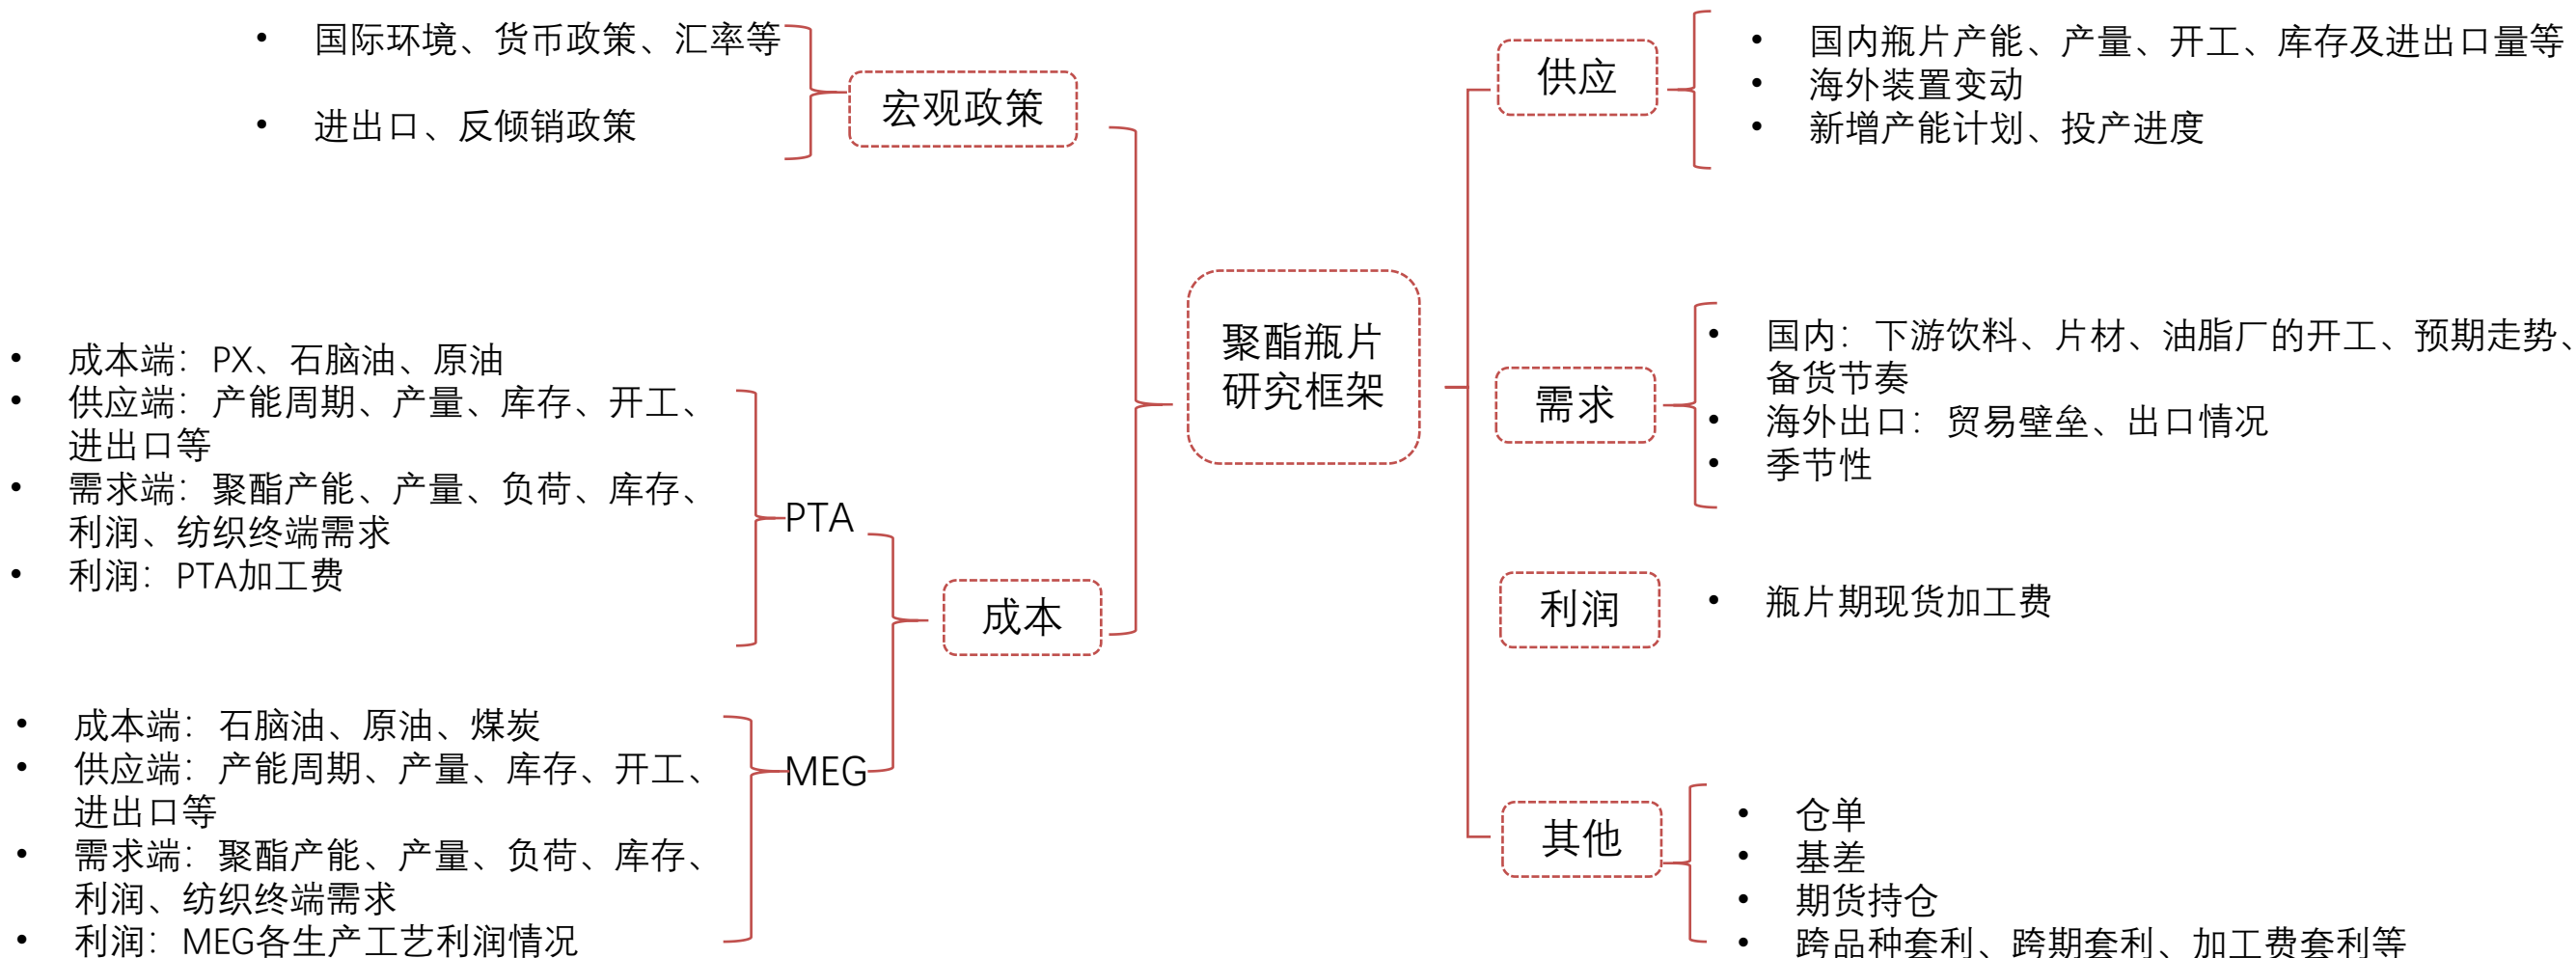 国际环境、货币政策、汇率等
进出口、反倾销政策
宏观政策
成本端：PX、石脑油、原油
供应端：产能周期、产量、库存、开工、
进出口等
需求端：聚酯产能、产量、负荷、库存、
利润、纺织终端需求
利润：PTA加工费
PTA
成本端：石脑油、原油、煤炭
供应端：产能周期、产量、库存、开工、
进出口等
需求端：聚酯产能、产量、负荷、库存、
利润、纺织终端需求
利润：MEG各生产工艺利润情况
MEG
成本
聚酯瓶片
研究框架
供应
国内瓶片产能、产量、开工、库存及进出口量等
海外装置变动
新增产能计划、投产进度
需求
国内：下游饮料、片材、油脂厂的开工、预期走势、
备货节奏
海外出口：贸易壁垒、出口情况
季节性
利润
瓶片期现货加工费
其他
仓单
基差
期货持仓
跨品种套利、跨期套利、加工费套利等